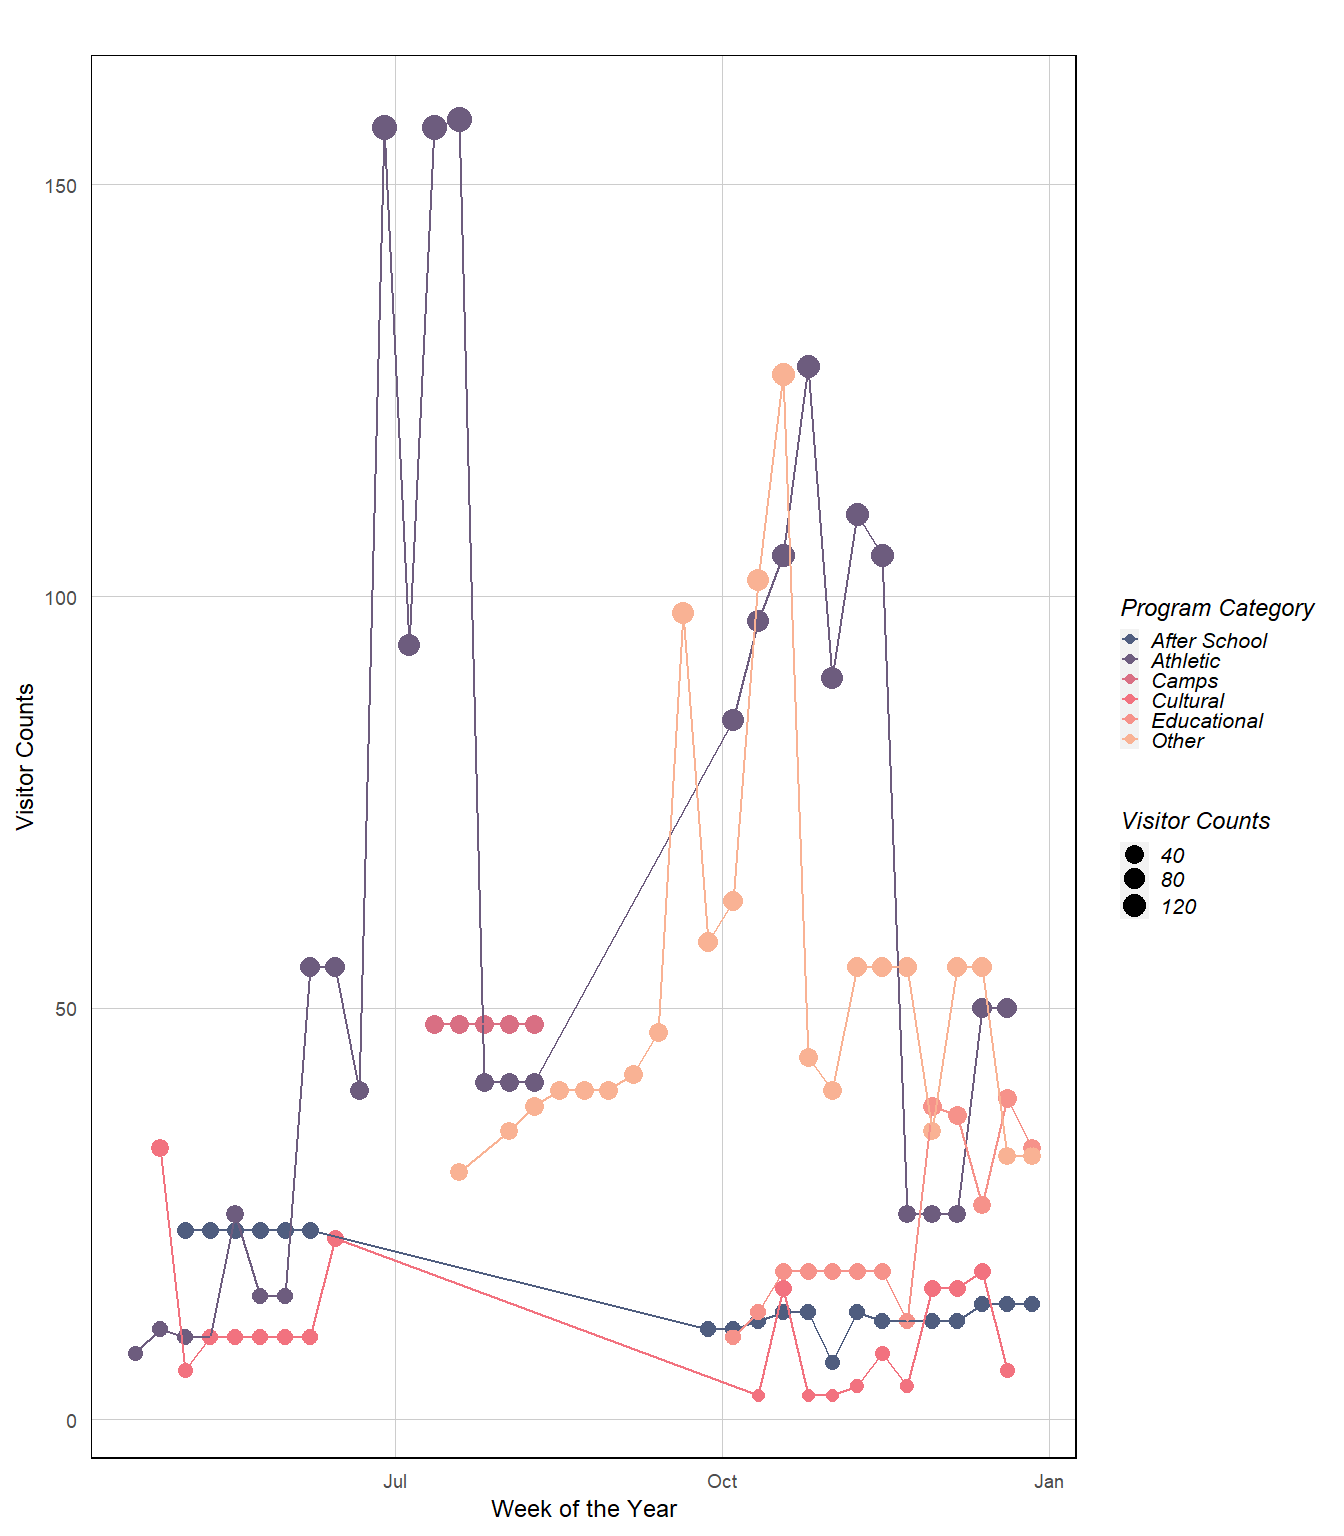 150
100
50
0
Visitor Counts
Jul
Oct
Jan
Week of the Year
Program Category
After School
Athletic
Camps
Cultural
Educational
Other
Visitor Counts
40
80
120